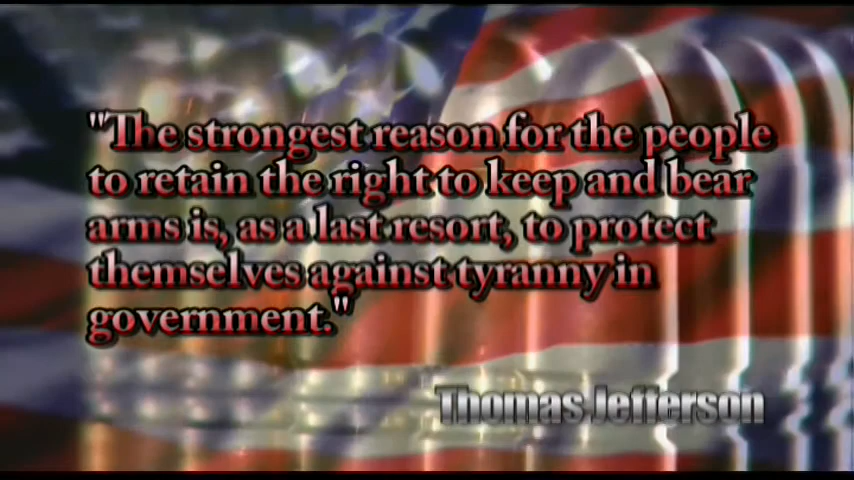 "The strongest reason for the people
to retain the right to keep and bear
arms is, as a last resort, to protect
themselves against tyranny in
government."
Thomas Jefferson